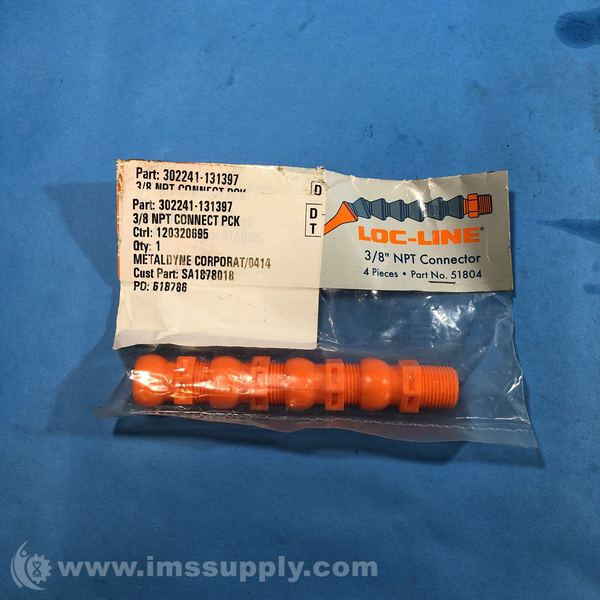 Part: 302241-131397
3/8 NPT CONNECT PCK
D
Part: 302241-131397
3/8 NPT CONNECT PCK
Ctrl: 120320695
Qty: 1
METALDYNE CORPORAT/0414
Cust Part: SA1878018
PO: 618786
D
T
LOC-LINE®
3/8" NPT Connector
4 Pieces • Part No. 51804
www.imssupply.com